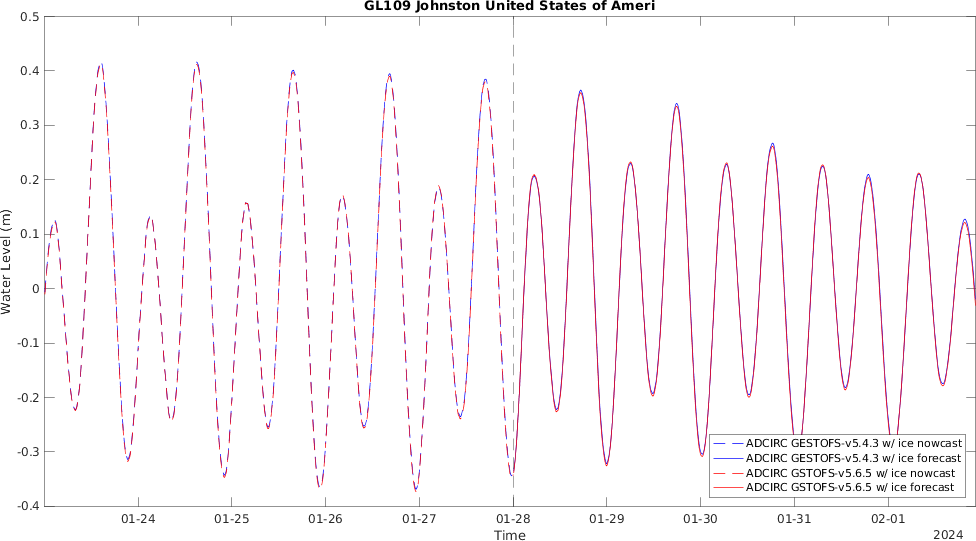 GL109 Johnston United States of Ameri
0.5
0.4
0.3
0.2
0.1
0
-0.1
-0.2
-0.3
-0.4
Water Level (m)
ADCIRC GESTOFS-v5.4.3 w/ ice nowcast
ADCIRC GESTOFS-v5.4.3 w/ ice forecast
ADCIRC GSTOFS-v5.6.5 w/ ice nowcast
ADCIRC GSTOFS-v5.6.5 w/ ice forecast
01-24 01-25 01-26 01-27 01-28 01-29 01-30 01-31 02-01
Time
2024